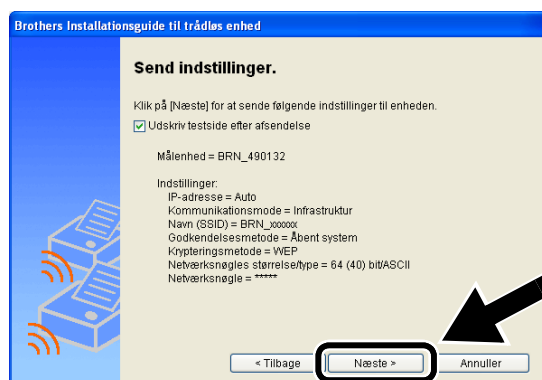 Brothers Installationsguide til trådløs enhed
Send indstillinger.
Klik på [Næste] for at sende følgende indstillinger til enheden.
Udskriv testside efter afsendelse
Målenhed = BRN_490132
Indstillinger:
IP-adresse = Auto
Kommunikationsmode = Infrastruktur
Navn (SSID) = BRN_xxxxxx
Godkendelsesmetode = Åbent system
Krypteringsmetode = WEP
Netværksnøgles størrelse/type = 64 (40) bit/ASCII
Netværksnøgle = *****
< Tilbage Næste > Annuller